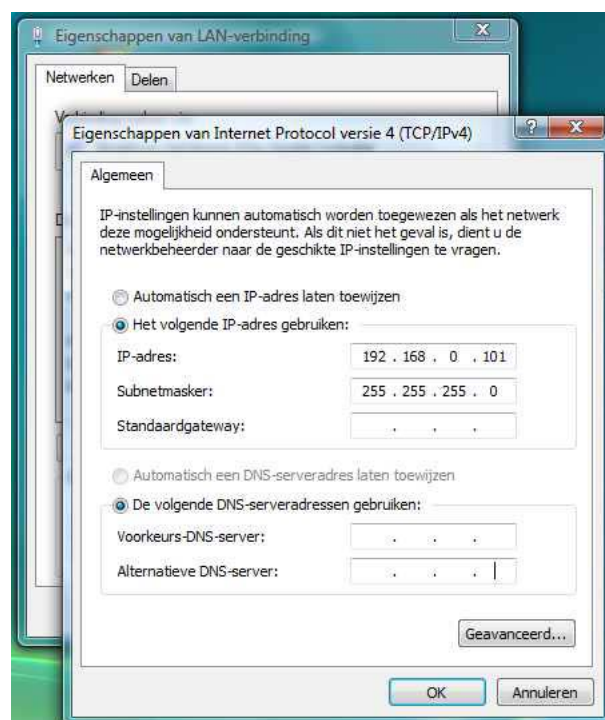 Eigenschappen van LAN-verbinding
Netwerken Delen
Eigenschappen van Internet Protocol versie 4 (TCP/IPv4)
Algemeen
IP-instellingen kunnen automatisch worden toegewezen als het netwerk
deze mogelijkheid ondersteunt. Als dit niet het geval is, dient u de
netwerkbeheerder naar de geschikte IP-instellingen te vragen.
Automatisch een IP-adres laten toewijzen
Het volgende IP-adres gebruiken:
IP-adres: 192 . 168 . 0 . 101
Subnetmasker: 255 . 255 . 255 . 0
Standaardgateway: . . .
Automatisch een DNS-serveradres laten toewijzen
De volgende DNS-serveradressen gebruiken:
Voorkeurs-DNS-server: . . .
Alternatieve DNS-server: . . .
Geavanceerd...
OK Annuleren